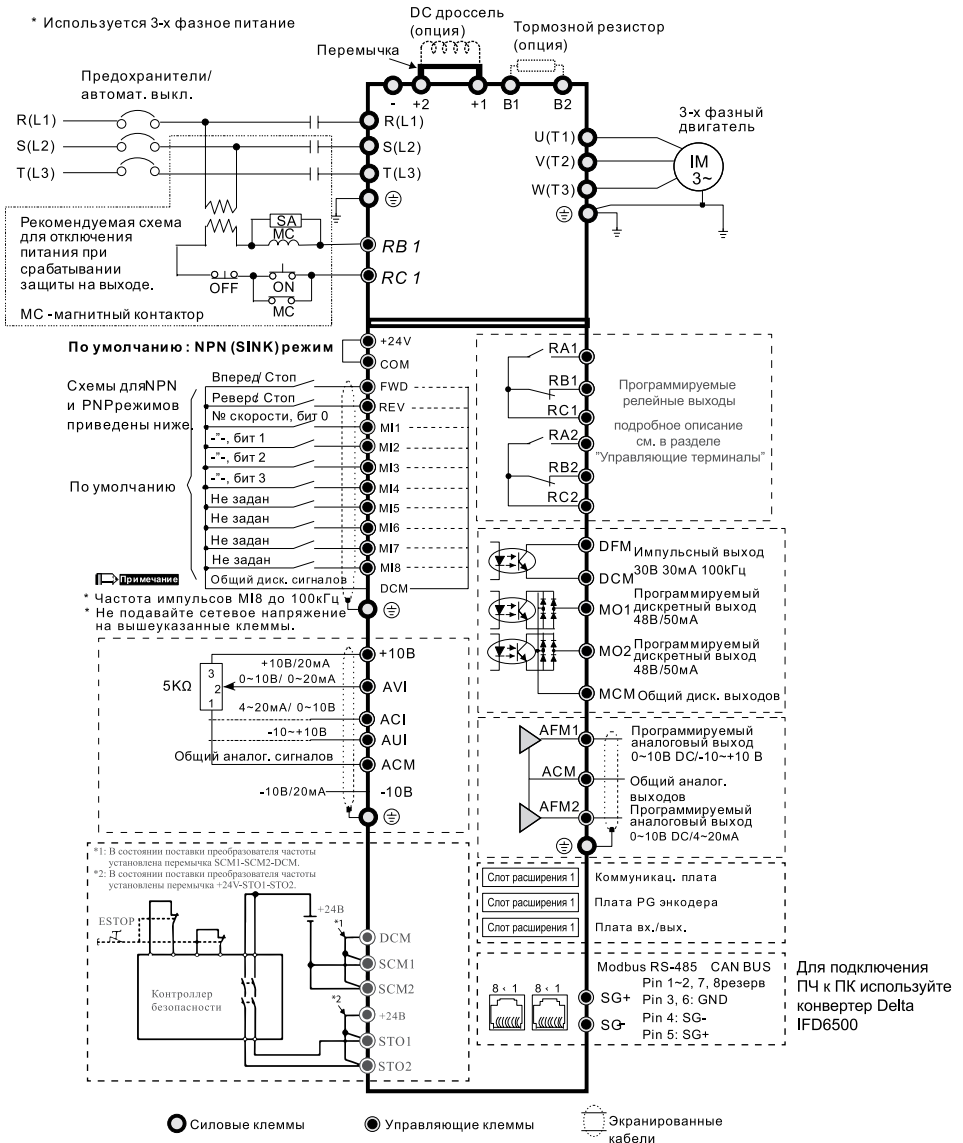 * Используется 3-х фазное питание
DC дроссель
(опция)
Тормозной резистор
(опция)
Перемычка
Предохранители/
автомат. выкл.
- +2 +1 B1 B2
R(L1) R(L1)
S(L2) S(L2)
T(L3) T(L3)
3-х фазный
двигатель
U(T1)
V(T2)
W(T3)
IM
3~
Рекомендуемая схема
для отключения
питания при
срабатывании
защиты на выходе.
МС -магнитный контактор
SA
MC
RB 1
OFF
ON
MC
RC 1
По умолчанию : NPN (SINK) режим
+24V
COM
Схемы дляNPN
и PNPрежимов
приведены ниже.
По умолчанию
Вперед/ Стоп FWD
Реверс/ Стоп REV
№ скорости, бит 0 MI1
-"-, бит 1 MI2
-"-, бит 2 MI3
-"-, бит 3 MI4
Не задан MI5
Не задан MI6
Не задан MI7
Не задан MI8
Общий диск. сигналов DCM
Примечание
* Частота импульсов MI8 до 100кГц
* Не подавайте сетевое напряжение
на вышеуказанные клеммы.
RA1
RB1
RC1
RA2
RB2
RC2
Программируемые
релейные выходы
подробное описание
см. в разделе
"Управляющие терминалы"
DFM
DCM
Импульсный выход
30В 30мА 100кГц
MO1
Программируемый
дискретный выход
48В/50мА
MO2
Программируемый
дискретный выход
48В/50мА
MCM Общий диск. выходов
5KΩ
3
2
1
+10В/20мА +10В
0~10В/ 0~20мА AVI
4~20мА/ 0~10В ACI
-10~+10В AUI
Общий аналог. сигналов ACM
-10В/20мА -10В
AFM1
Программируемый
аналоговый выход
0~10В DC/-10~+10 В
ACM
Общий аналог.
выходов
AFM2
Программируемый
аналоговый выход
0~10В DC/4~20мА
Слот расширения 1 Коммуникац. плата
Слот расширения 1 Плата PG энкодера
Слот расширения 1 Плата вх./вых.
*1: В состоянии поставки преобразователя частоты
установлена перемычка SCM1-SCM2-DCM.
*2: В состоянии поставки преобразователя частоты
установлены перемычка +24V-STO1-STO2.
ESTOP
Контроллер
безопасности
+24В
*1
DCM
SCM1
SCM2
*2
+24В
STO1
STO2
Modbus RS-485 CAN BUS
Pin 1~2, 7, 8резерв
Pin 3, 6: GND
Pin 4: SG-
Pin 5: SG+
8 ‹ 1 8 ‹ 1
SG+
SG-
Для подключения
ПЧ к ПК используйте
конвертер Delta
IFD6500
Силовые клеммы
Управляющие клеммы
Экранированные
кабели